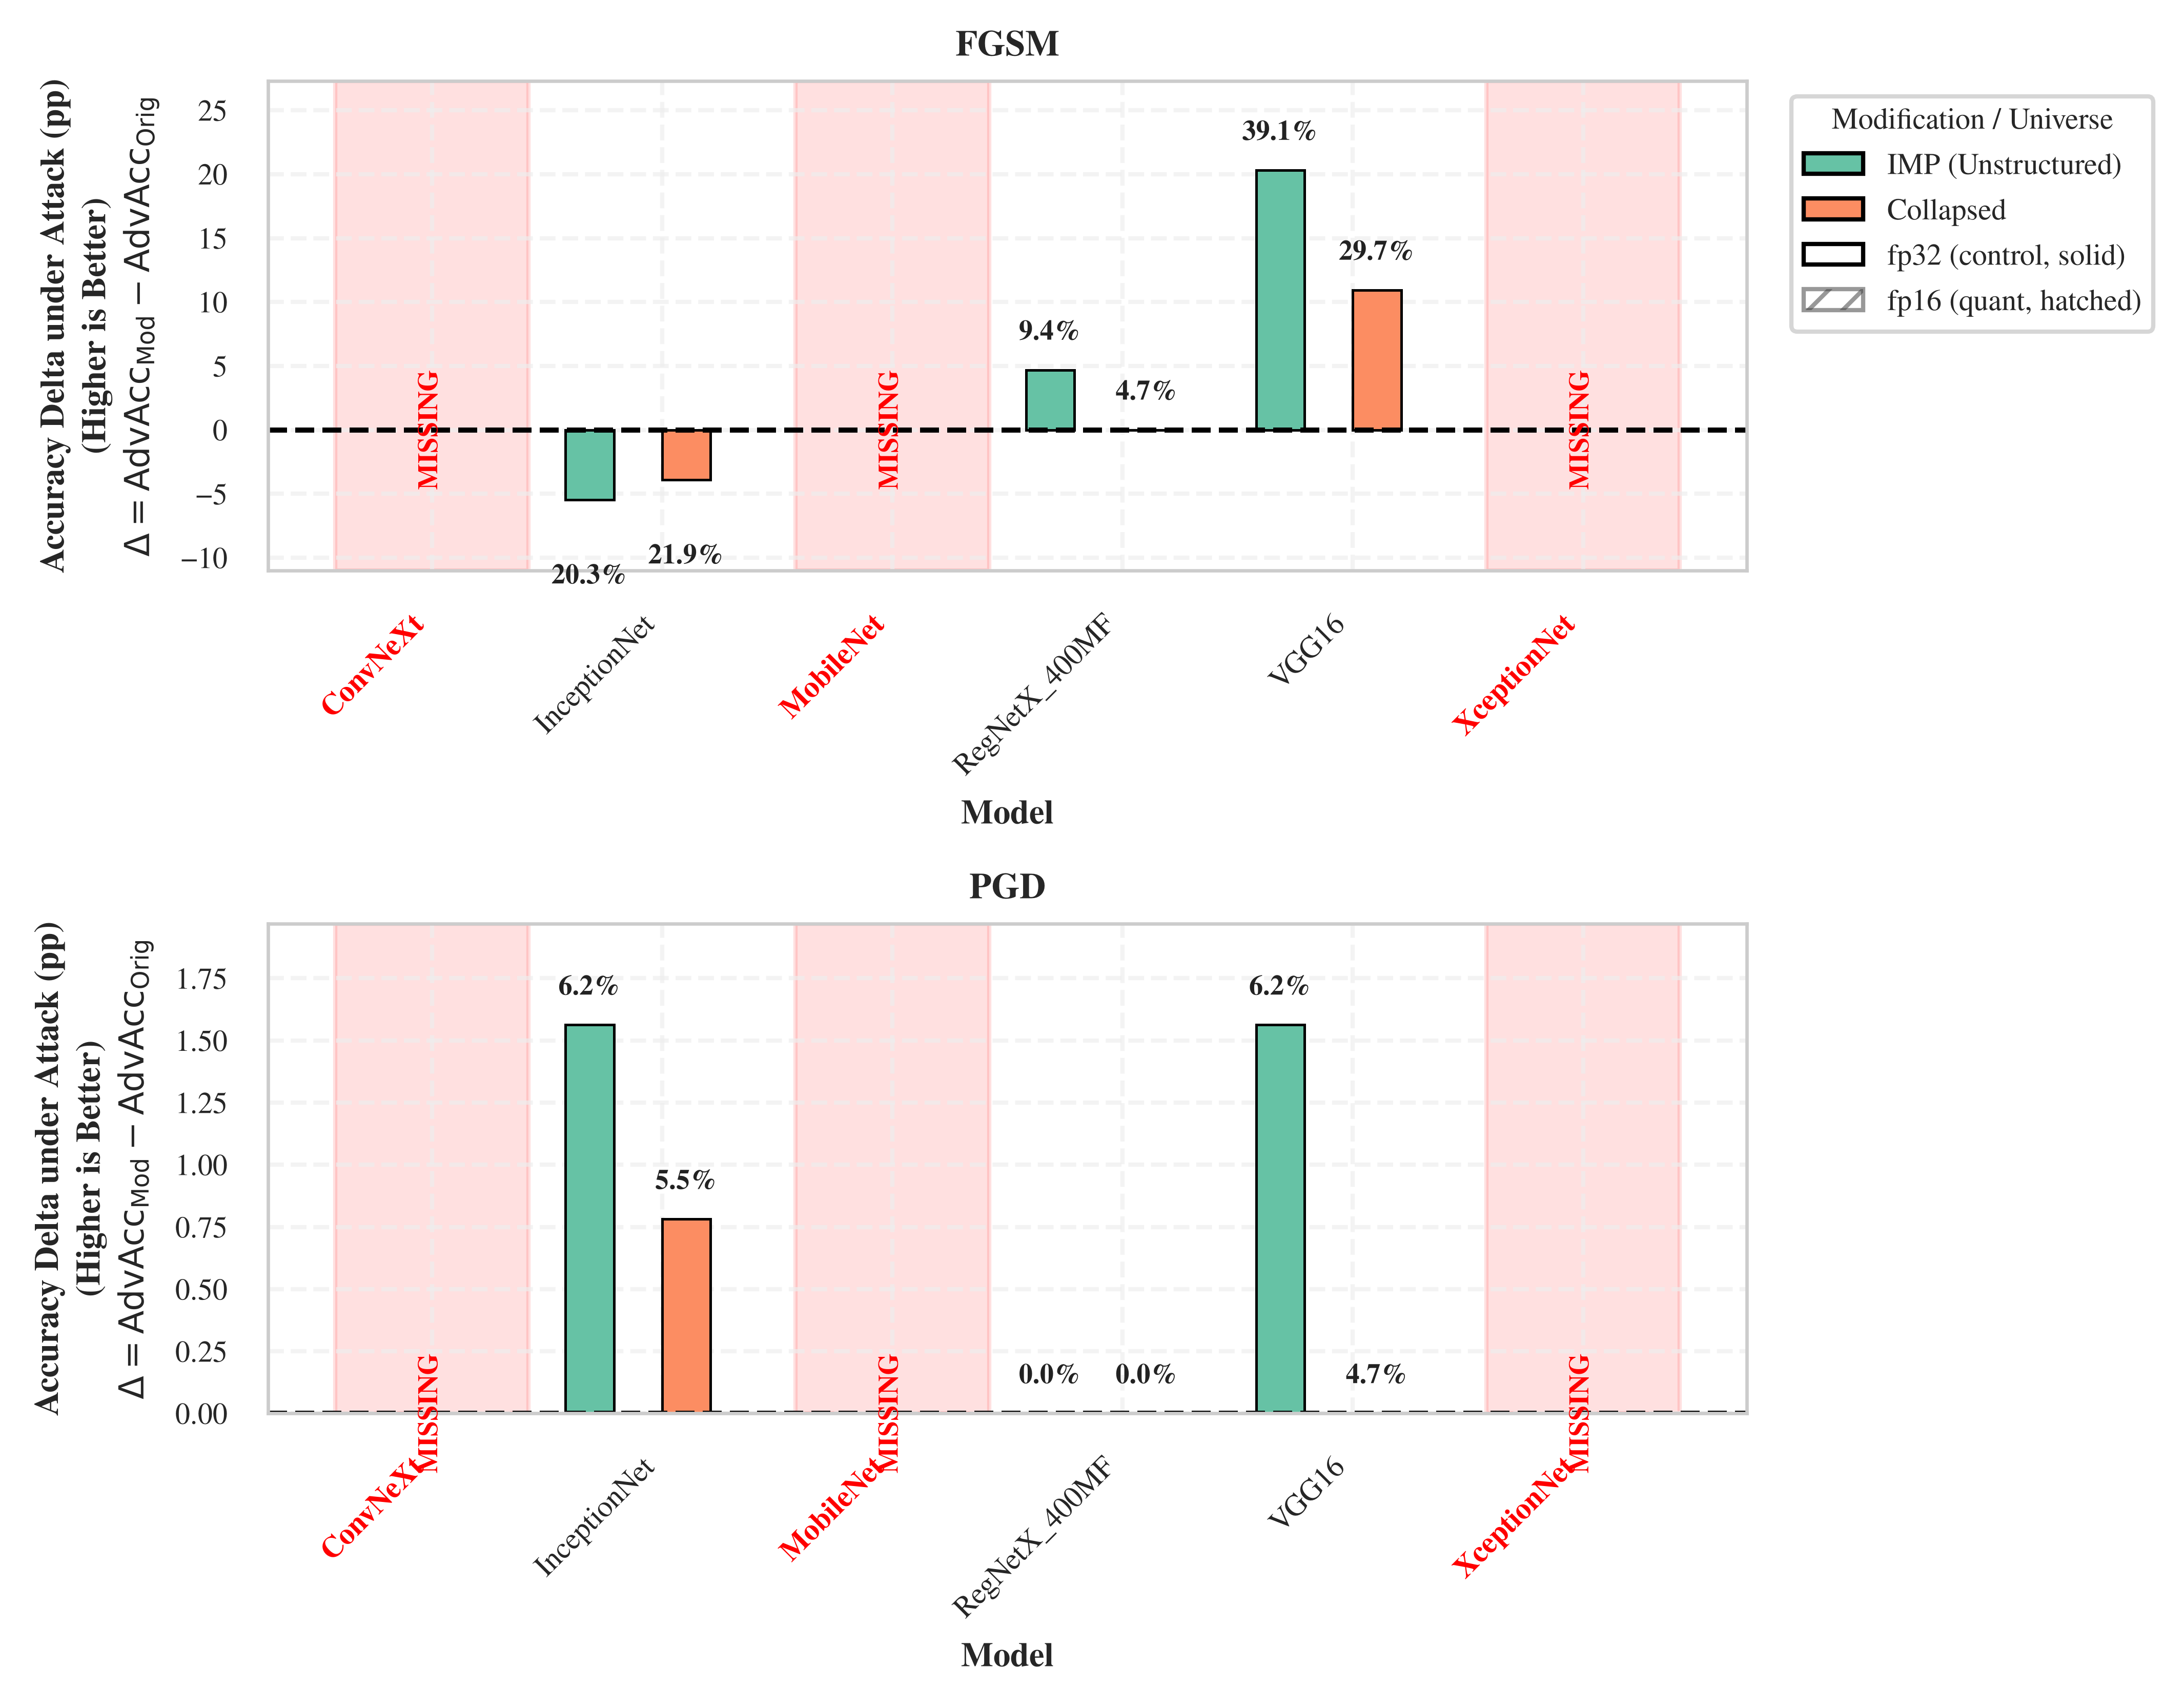 FGSM
Accuracy Delta under Attack (pp)
(Higher is Better)
Δ = AdvAcc_Mod − AdvAcc_Orig
25
20
15
10
5
0
−5
−10
MISSING
20.3%
21.9%
MISSING
9.4%
4.7%
39.1%
29.7%
MISSING
ConvNeXt
InceptionNet
MobileNet
RegNetX_400MF
VGG16
XceptionNet
Model
Modification / Universe
IMP (Unstructured)
Collapsed
fp32 (control, solid)
fp16 (quant, hatched)
PGD
Accuracy Delta under Attack (pp)
(Higher is Better)
Δ = AdvAcc_Mod − AdvAcc_Orig
1.75
1.50
1.25
1.00
0.75
0.50
0.25
0.00
MISSING
6.2%
5.5%
MISSING
0.0%
0.0%
6.2%
4.7%
MISSING
ConvNeXt
InceptionNet
MobileNet
RegNetX_400MF
VGG16
XceptionNet
Model